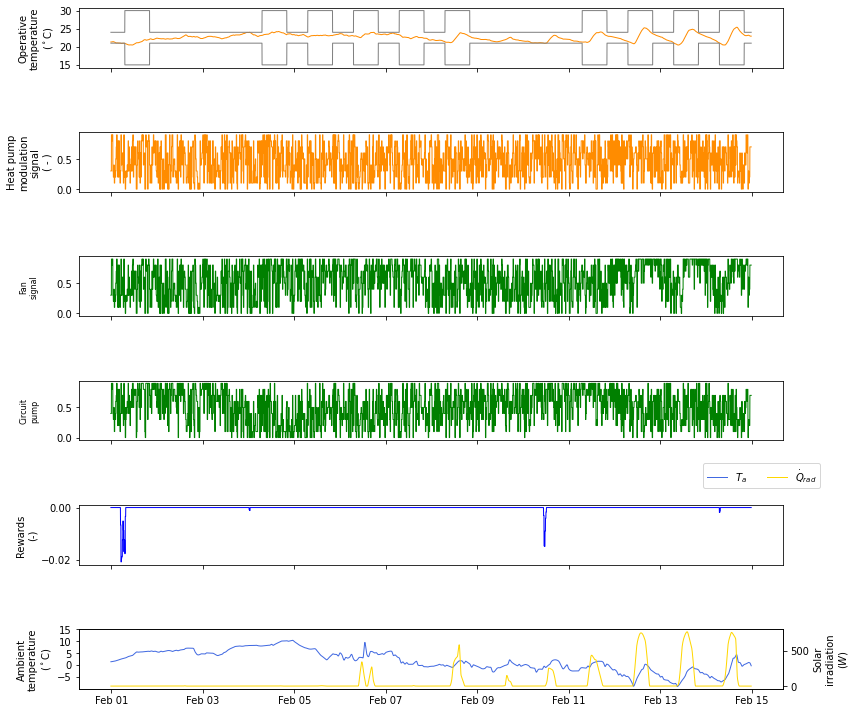 Operative
temperature
(°C)
30
25
20
15
Heat pump
modulation
signal
( - )
0.5
0.0
Fan
signal
0.5
0.0
Circuit
pump
0.5
0.0
T_a Q̇_rad
Rewards
(-)
0.00
−0.02
Ambient
temperature
(°C)
15
10
5
0
−5
500
0
Solar
irradiation
(W)
Feb 01 Feb 03 Feb 05 Feb 07 Feb 09 Feb 11 Feb 13 Feb 15